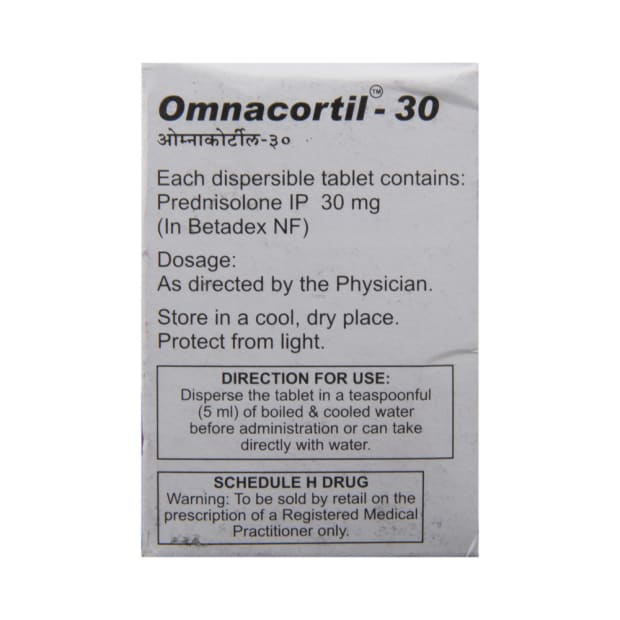 Omnacortil™- 30
ओम्नाकोर्टील-३०
Each dispersible tablet contains:
Prednisolone IP 30 mg
(In Betadex NF)
Dosage:
As directed by the Physician.
Store in a cool, dry place.
Protect from light.
DIRECTION FOR USE:
Disperse the tablet in a teaspoonful
(5 ml) of boiled & cooled water
before administration or can take
directly with water.
SCHEDULE H DRUG
Warning: To be sold by retail on the
prescription of a Registered Medical
Practitioner only.